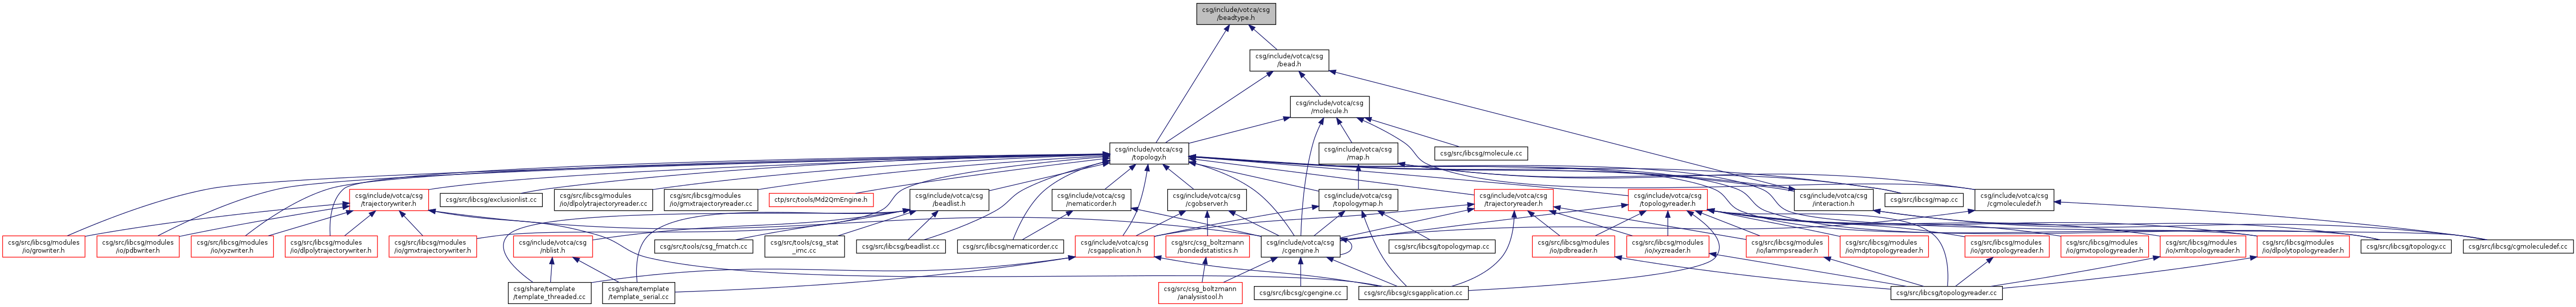 csg/include/votca/csg
/beadtype.h
csg/include/votca/csg
/bead.h
csg/include/votca/csg
/molecule.h
csg/include/votca/csg
/topology.h
csg/include/votca/csg
/map.h
csg/src/libcsg/molecule.cc
csg/include/votca/csg
/trajectorywriter.h
csg/src/libcsg/exclusionlist.cc
csg/src/libcsg/modules
/io/dlpolytrajectoryreader.cc
csg/src/libcsg/modules
/io/gmxtrajectoryreader.cc
ctp/src/tools/Md2QmEngine.h
csg/include/votca/csg
/beadlist.h
csg/include/votca/csg
/nematicorder.h
csg/include/votca/csg
/cgobserver.h
csg/include/votca/csg
/topologymap.h
csg/include/votca/csg
/trajectoryreader.h
csg/include/votca/csg
/topologyreader.h
csg/include/votca/csg
/interaction.h
csg/src/libcsg/map.cc
csg/include/votca/csg
/cgmoleculedef.h
csg/src/libcsg/modules
/io/growriter.h
csg/src/libcsg/modules
/io/pdbwriter.h
csg/src/libcsg/modules
/io/xyzwriter.h
csg/src/libcsg/modules
/io/dlpolytrajectorywriter.h
csg/src/libcsg/modules
/io/gmxtrajectorywriter.h
csg/include/votca/csg
/nblist.h
csg/src/tools/csg_fmatch.cc
csg/src/tools/csg_stat
_imc.cc
csg/src/libcsg/beadlist.cc
csg/src/libcsg/nematicorder.cc
csg/include/votca/csg
/csgapplication.h
csg/src/csg_boltzmann
/bondedstatistics.h
csg/include/votca/csg
/cgengine.h
csg/src/libcsg/topologymap.cc
csg/src/libcsg/modules
/io/pdbreader.h
csg/src/libcsg/modules
/io/xyzreader.h
csg/src/libcsg/modules
/io/lammpsreader.h
csg/src/libcsg/modules
/io/mdptopologyreader.h
csg/src/libcsg/modules
/io/grotopologyreader.h
csg/src/libcsg/modules
/io/gmxtopologyreader.h
csg/src/libcsg/modules
/io/xmltopologyreader.h
csg/src/libcsg/modules
/io/dlpolytopologyreader.h
csg/src/libcsg/topology.cc
csg/src/libcsg/cgmoleculedef.cc
csg/share/template
/template_threaded.cc
csg/share/template
/template_serial.cc
csg/src/csg_boltzmann
/analysistool.h
csg/src/libcsg/cgengine.cc
csg/src/libcsg/csgapplication.cc
csg/src/libcsg/topologyreader.cc